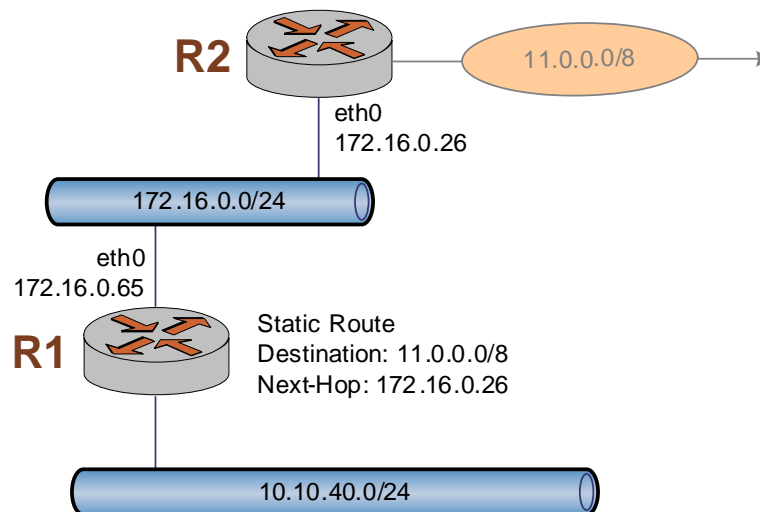 R2
11.0.0.0/8
eth0
172.16.0.26
172.16.0.0/24
eth0
172.16.0.65
R1
Static Route
Destination: 11.0.0.0/8
Next-Hop: 172.16.0.26
10.10.40.0/24